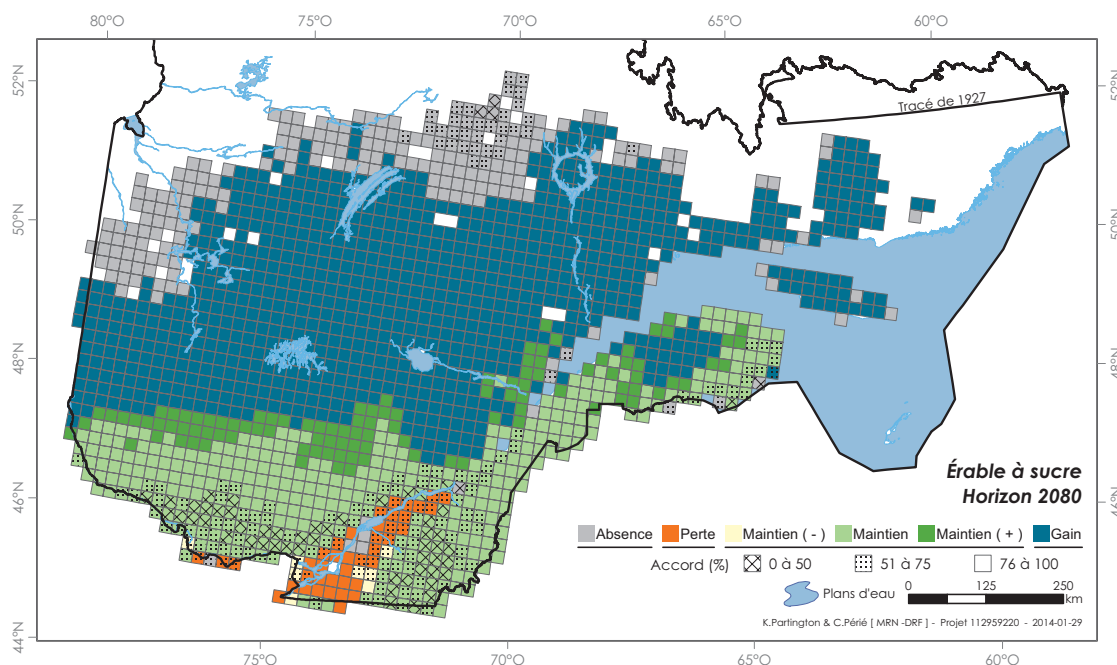 80°O 75°O 70°O 65°O 60°O
52°N 52°N
Tracé de 1927
50°N 50°N
48°N 48°N
46°N 46°N
Érable à sucre
Horizon 2080
Absence Perte Maintien ( - ) Maintien Maintien ( + ) Gain
Accord (%) 0 à 50 51 à 75 76 à 100
Plans d'eau 0 125 250
km
K.Partington & C.Périé [ MRN -DRF ] - Projet 112959220 - 2014-01-29
44°N
75°O 70°O 65°O 60°O